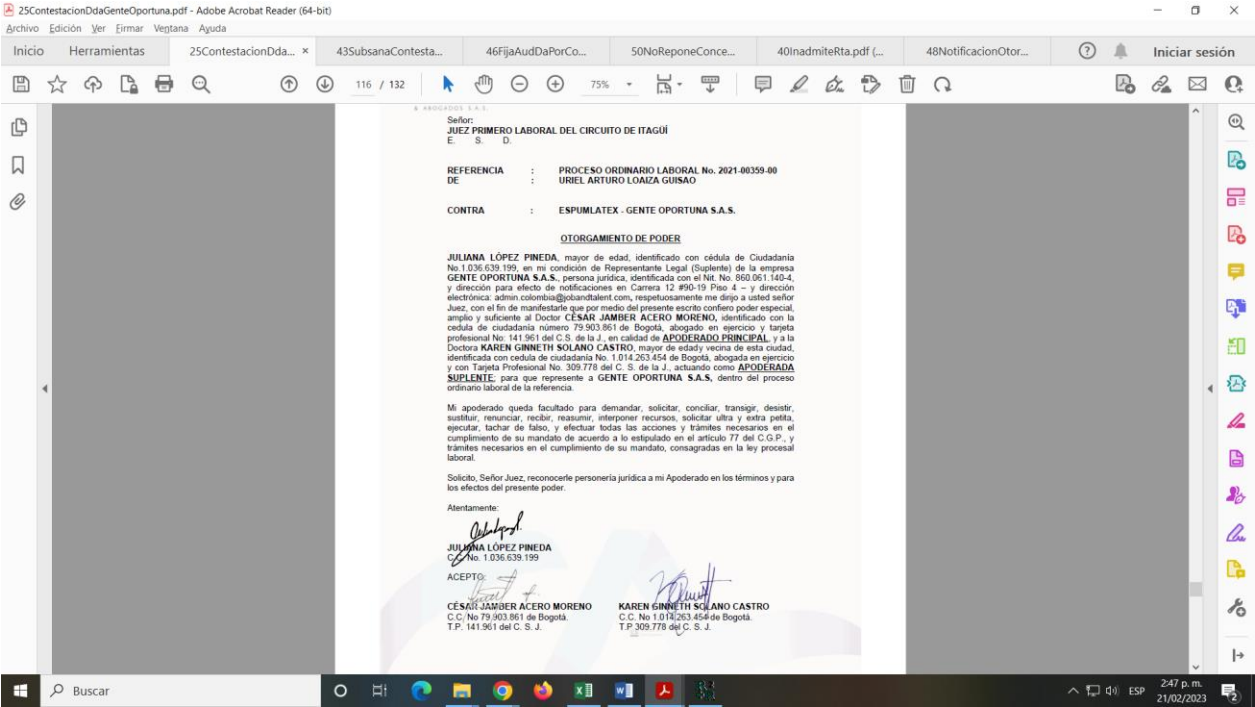 25ContestacionDdaGenteOportuna.pdf - Adobe Acrobat Reader (64-bit)
Archivo Edición Ver Firmar Ventana Ayuda
Inicio Herramientas 25ContestacionDda... × 43SubsanaContesta... 46FijaAudDaPorCo... 50NoReponeConce... 40InadmiteRta.pdf (... 48NotificacionOtor... Iniciar sesión
116 / 132 75%
& ABOGADOS S.A.S.
Señor:
JUEZ PRIMERO LABORAL DEL CIRCUITO DE ITAGÜÍ
E. S. D.
REFERENCIA : PROCESO ORDINARIO LABORAL No. 2021-00359-00
DE : URIEL ARTURO LOAIZA GUISAO
CONTRA : ESPUMLATEX - GENTE OPORTUNA S.A.S.
OTORGAMIENTO DE PODER
JULIANA LÓPEZ PINEDA, mayor de edad, identificado con cédula de Ciudadanía
No.1.036.639.199, en mi condición de Representante Legal (Suplente) de la empresa
GENTE OPORTUNA S.A.S., persona jurídica, identificada con el Nit. No. 860.061.140-4,
y dirección para efecto de notificaciones en Carrera 12 #90-19 Piso 4 – y dirección
electrónica: admin.colombia@jobandtalent.com, respetuosamente me dirijo a usted señor
Juez, con el fin de manifestarle que por medio del presente escrito confiero poder especial,
amplio y suficiente al Doctor CÉSAR JAMBER ACERO MORENO, identificado con la
cedula de ciudadanía número 79.903.861 de Bogotá, abogado en ejercicio y tarjeta
profesional No: 141.961 del C.S. de la J., en calidad de APODERADO PRINCIPAL, y a la
Doctora KAREN GINNETH SOLANO CASTRO, mayor de edady vecina de esta ciudad,
identificada con cedula de ciudadanía No. 1.014.263.454 de Bogotá, abogada en ejercicio
y con Tarjeta Profesional No. 309.778 del C. S. de la J., actuando como APODERADA
SUPLENTE; para que represente a GENTE OPORTUNA S.A.S, dentro del proceso
ordinario laboral de la referencia.
Mi apoderado queda facultado para demandar, solicitar, conciliar, transigir, desistir,
sustituir, renunciar, recibir, reasumir, interponer recursos, solicitar ultra y extra petita,
ejecutar, tachar de falso, y efectuar todas las acciones y trámites necesarios en el
cumplimiento de su mandato de acuerdo a lo estipulado en el artículo 77 del C.G.P., y
trámites necesarios en el cumplimiento de su mandato, consagradas en la ley procesal
laboral.
Solicito, Señor Juez, reconocerle personería jurídica a mi Apoderado en los términos y para
los efectos del presente poder.
Atentamente:
JULIANA LÓPEZ PINEDA
C.C. No. 1.036.639.199
ACEPTO:
CÉSAR JAMBER ACERO MORENO KAREN GINNETH SOLANO CASTRO
C.C. No 79.903.861 de Bogotá. C.C. No 1.014.263.454 de Bogotá.
T.P. 141.961 del C. S. J. T.P 309.778 del C. S. J.
Buscar ESP 2:47 p. m.
21/02/2023
2